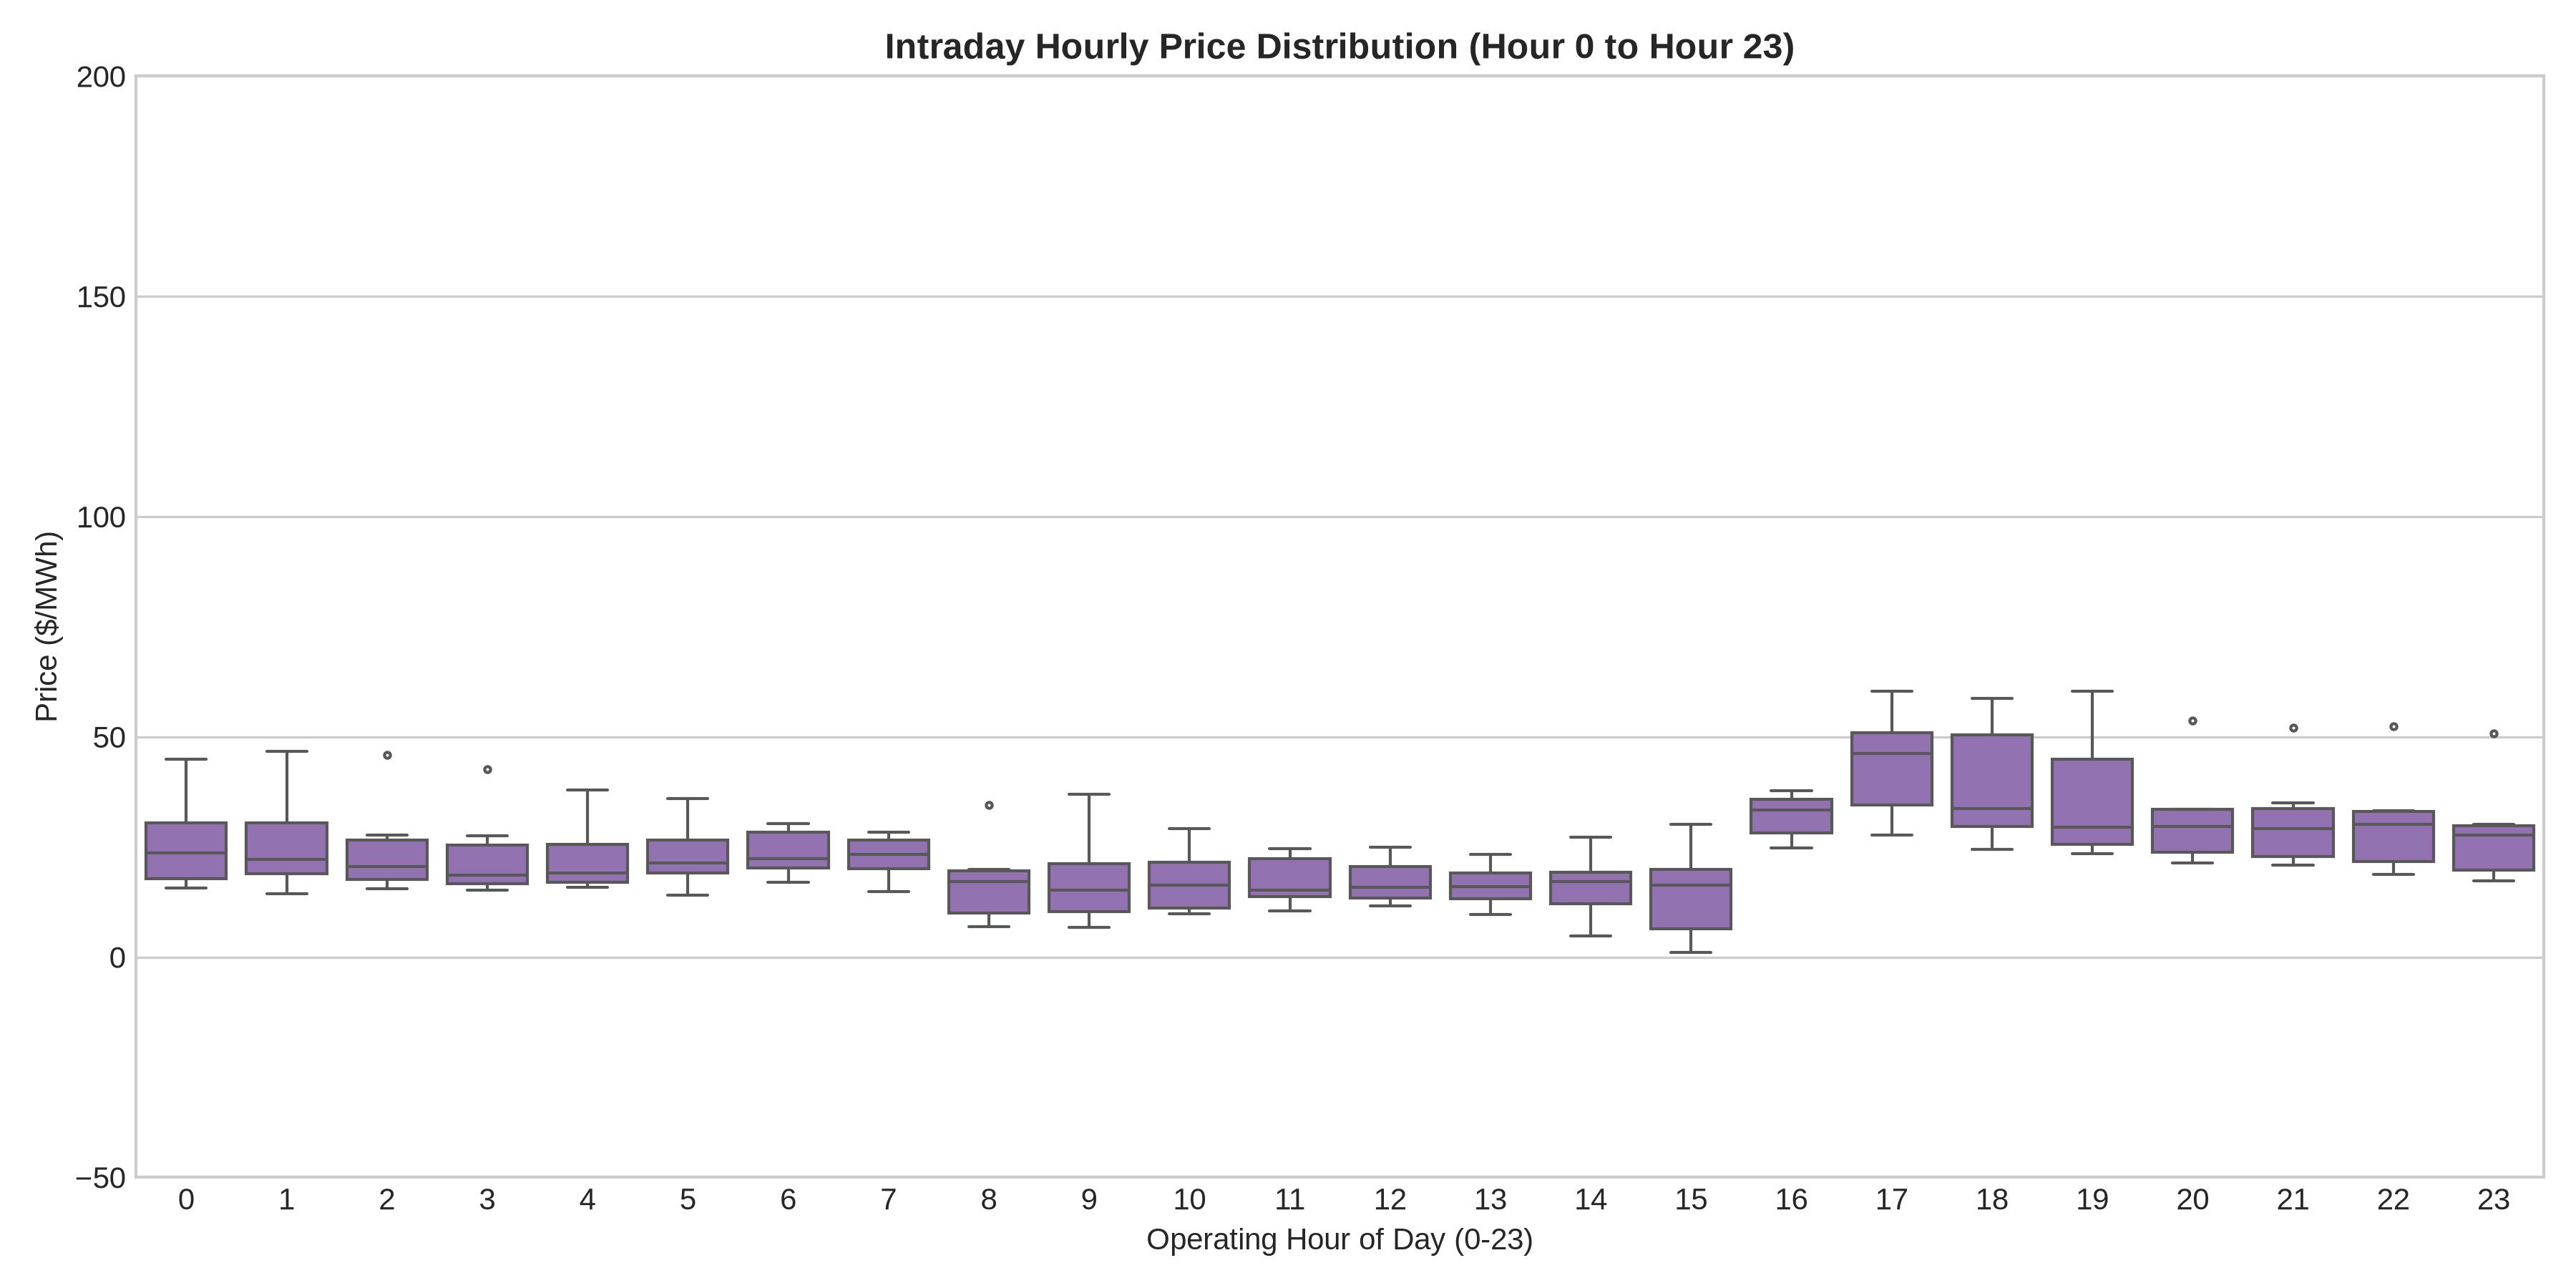 Intraday Hourly Price Distribution (Hour 0 to Hour 23)
200
150
100
50
0
−50
Price ($/MWh)
0 1 2 3 4 5 6 7 8 9 10 11 12 13 14 15 16 17 18 19 20 21 22 23
Operating Hour of Day (0-23)